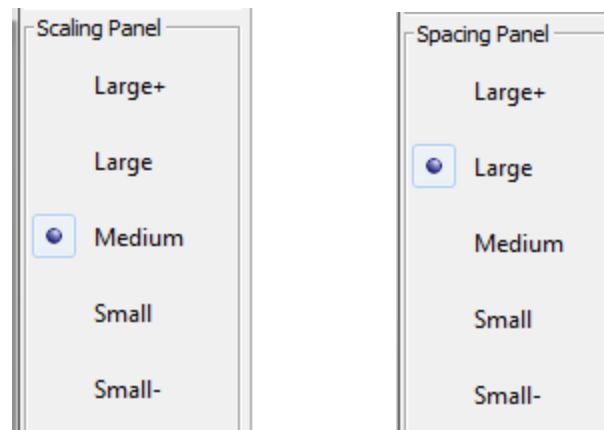 Scaling Panel
Large+
Large
Medium
Small
Small-
Spacing Panel
Large+
Large
Medium
Small
Small-